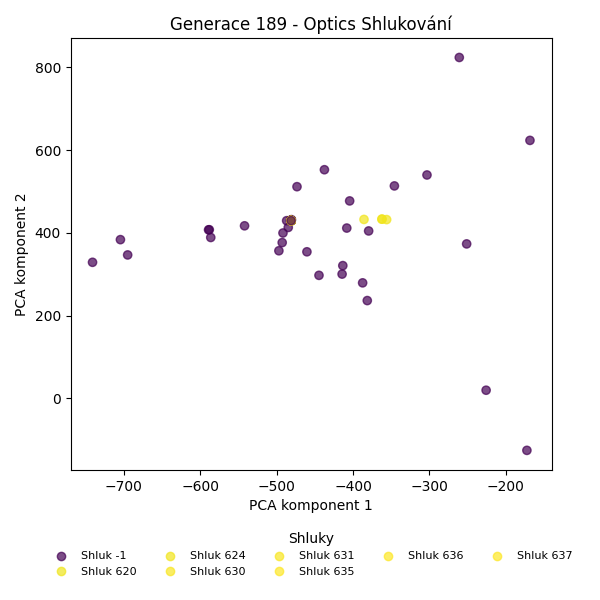 Generace 189 - Optics Shlukování
800
600
400
200
0
PCA komponent 2
−700 −600 −500 −400 −300 −200
PCA komponent 1
Shluky
Shluk -1 Shluk 624 Shluk 631 Shluk 636 Shluk 637
Shluk 620 Shluk 630 Shluk 635